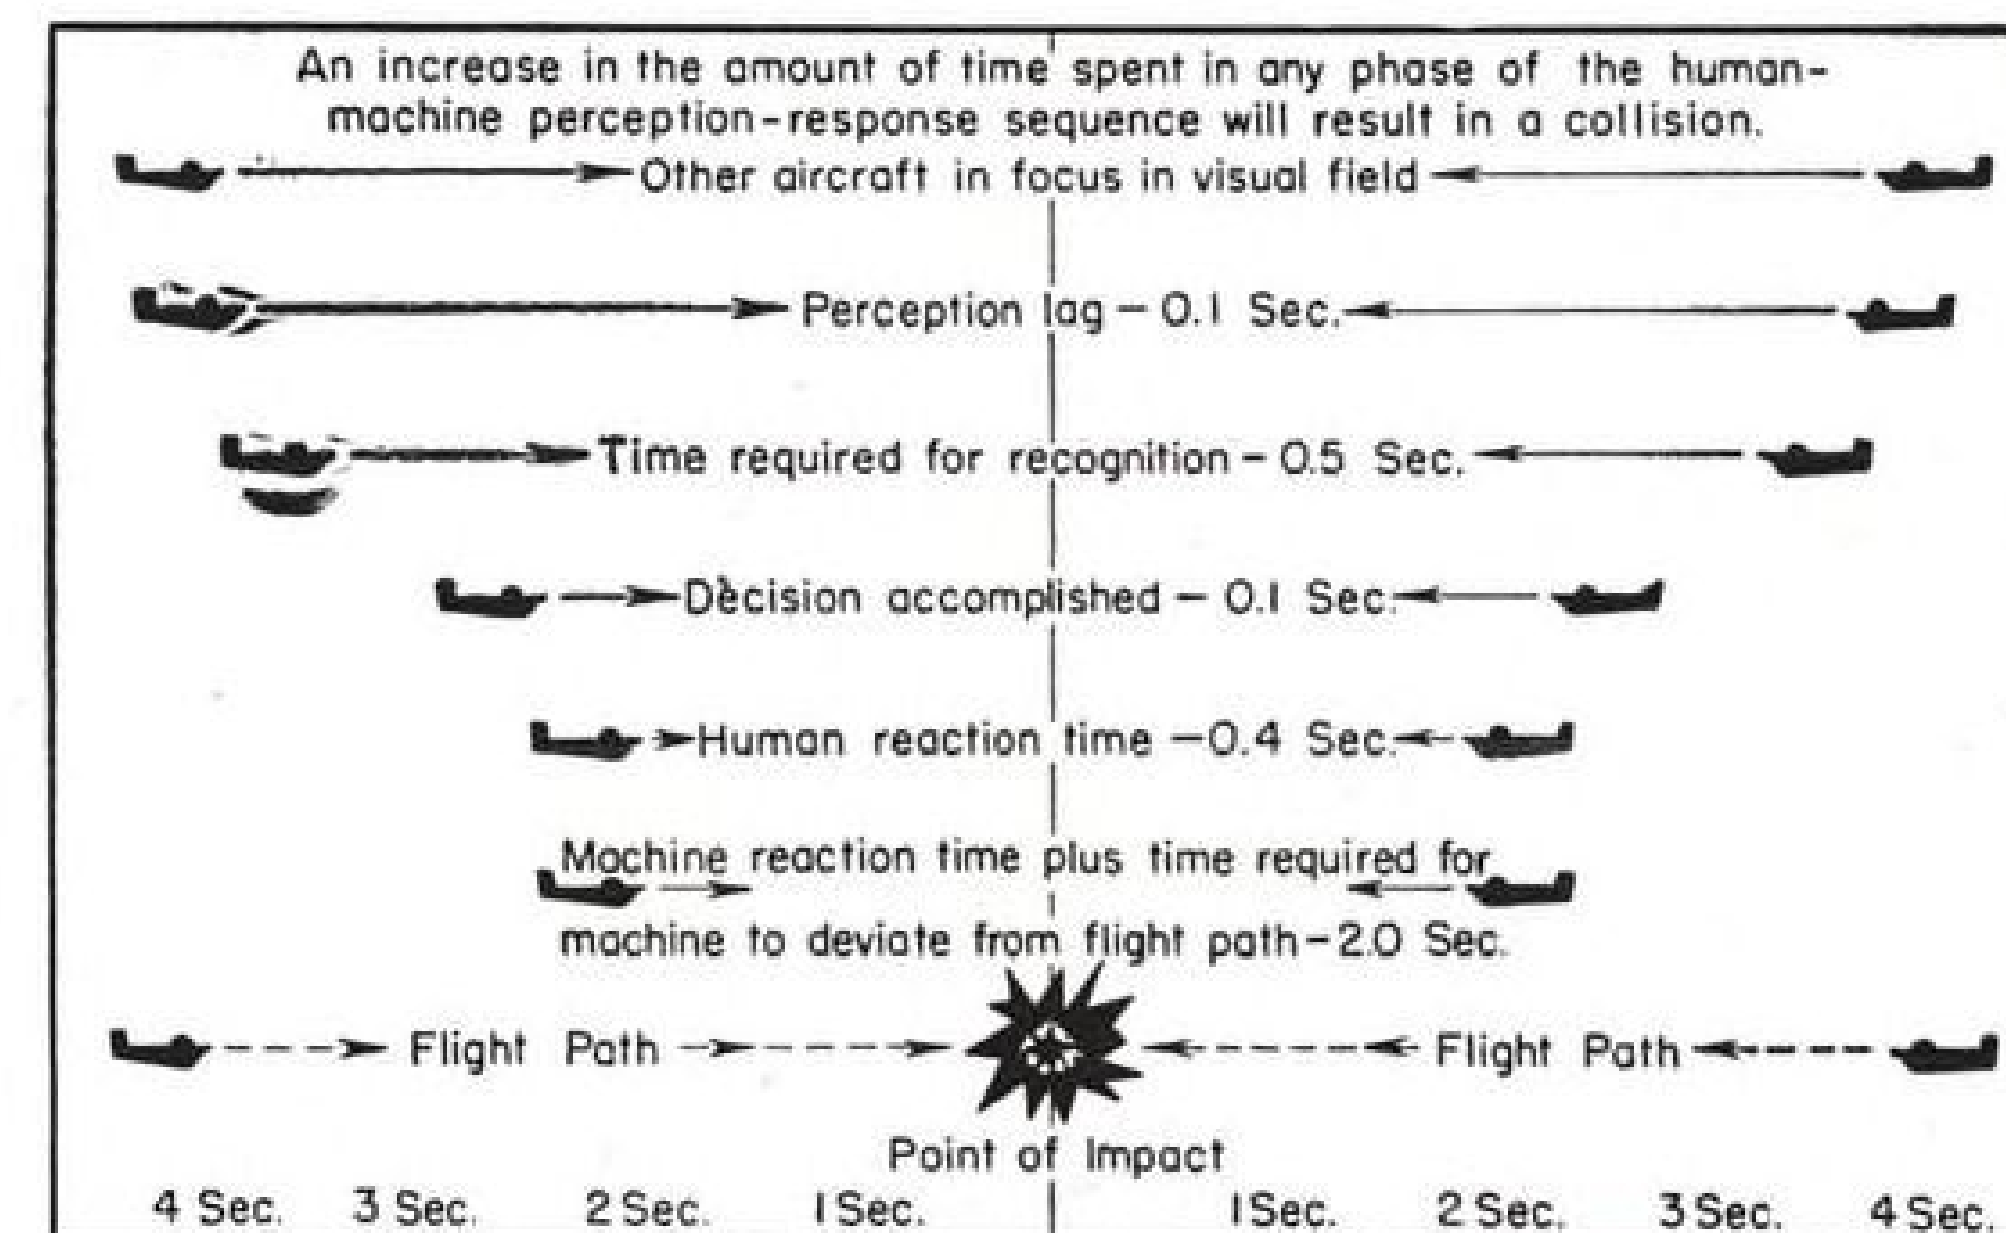 An increase in the amount of time spent in any phase of the human-
machine perception-response sequence will result in a collision.
Other aircraft in focus in visual field
Perception lag - 0.1 Sec.
Time required for recognition - 0.5 Sec.
Decision accomplished - 0.1 Sec.
Human reaction time - 0.4 Sec.
Machine reaction time plus time required for
machine to deviate from flight path - 2.0 Sec.
Flight Path Flight Path
Point of Impact
4 Sec. 3 Sec. 2 Sec. 1 Sec. 1 Sec. 2 Sec. 3 Sec. 4 Sec.